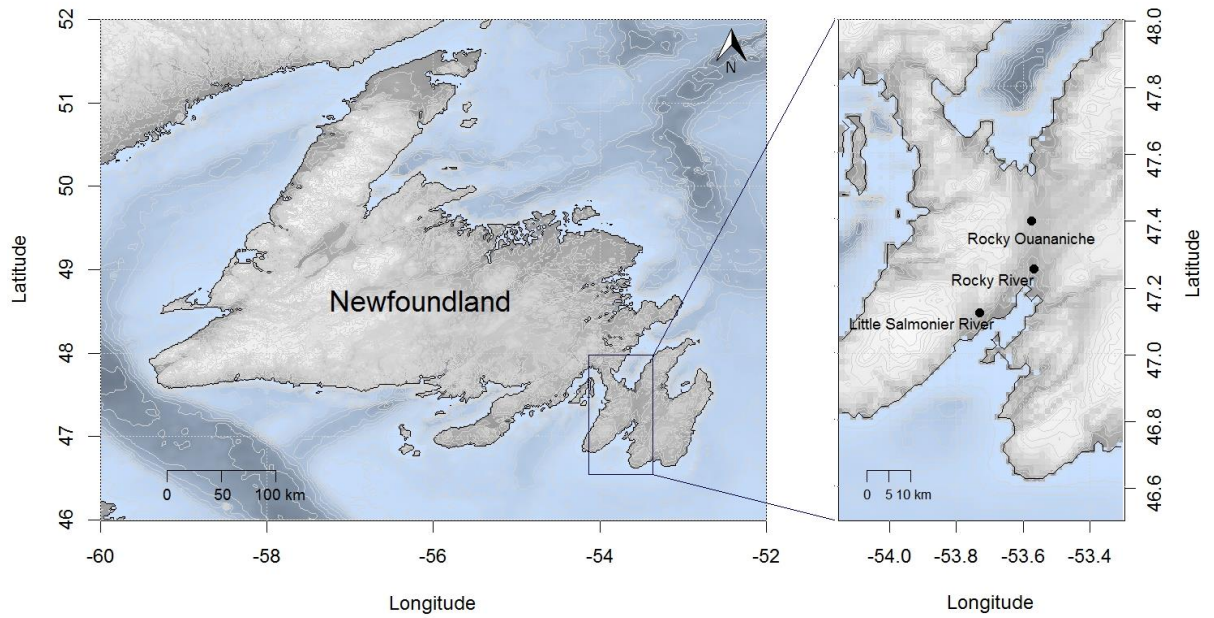 52
51
50
49
48
47
46
Latitude
N
Newfoundland
0 50 100 km
-60 -58 -56 -54 -52
Longitude
Rocky Ouananiche
Rocky River
Little Salmonier River
0 5 10 km
48.0
47.8
47.6
47.4
47.2
47.0
46.8
46.6
Latitude
-54.0 -53.8 -53.6 -53.4
Longitude